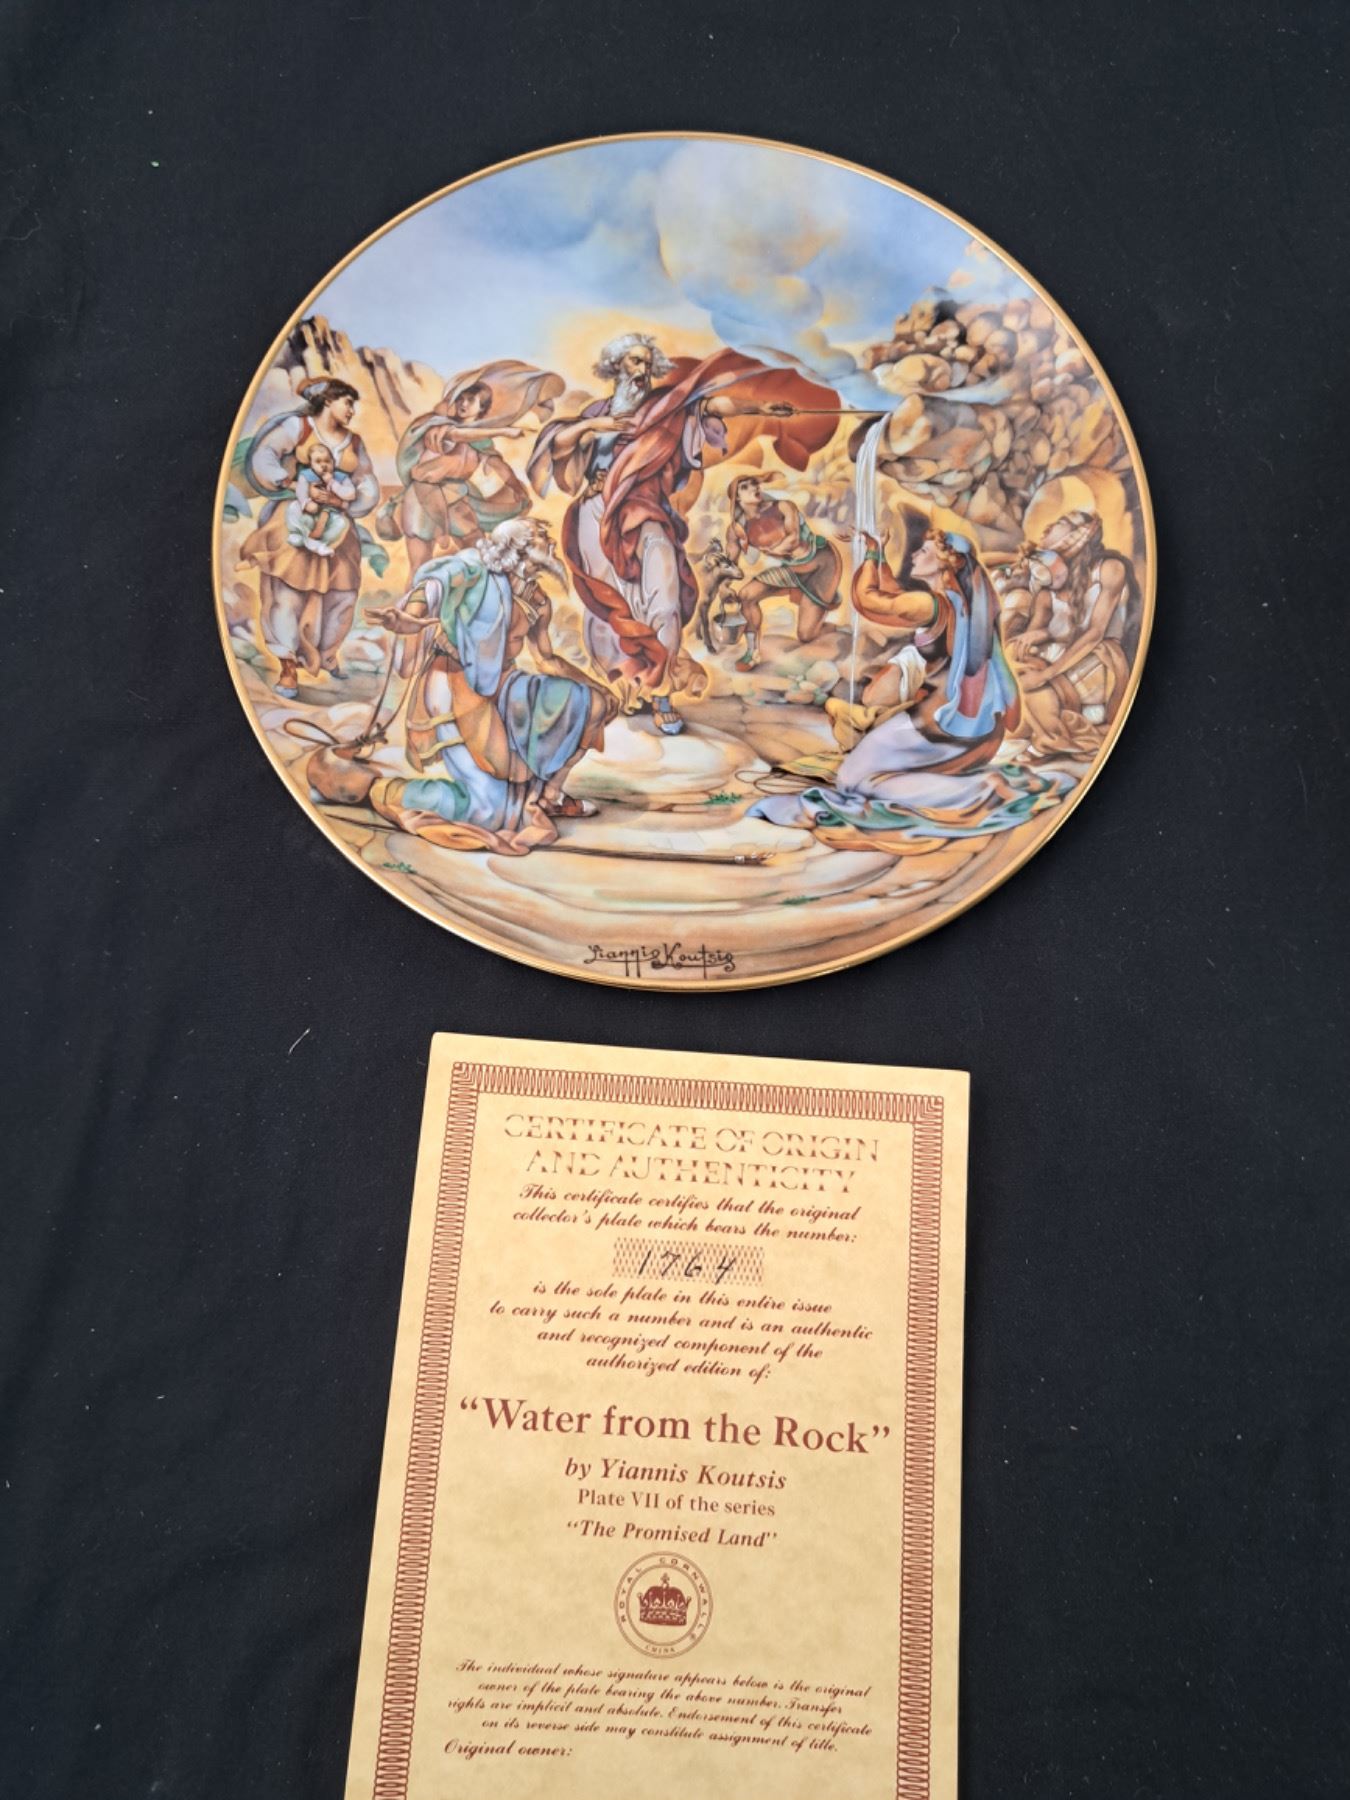 Yiannis Koutsis
CERTIFICATE OF ORIGIN
AND AUTHENTICITY
This certificate certifies that the original
collector's plate which bears the number:
1764
is the sole plate in this entire issue
to carry such a number and is an authentic
and recognized component of the
authorized edition of:
"Water from the Rock"
by Yiannis Koutsis
Plate VII of the series
"The Promised Land"
ROYAL CORNWALL®
CHINA
The individual whose signature appears below is the original
owner of the plate bearing the above number. Transfer
rights are implicit and absolute. Endorsement of this certificate
on its reverse side may constitute assignment of title.
Original owner: